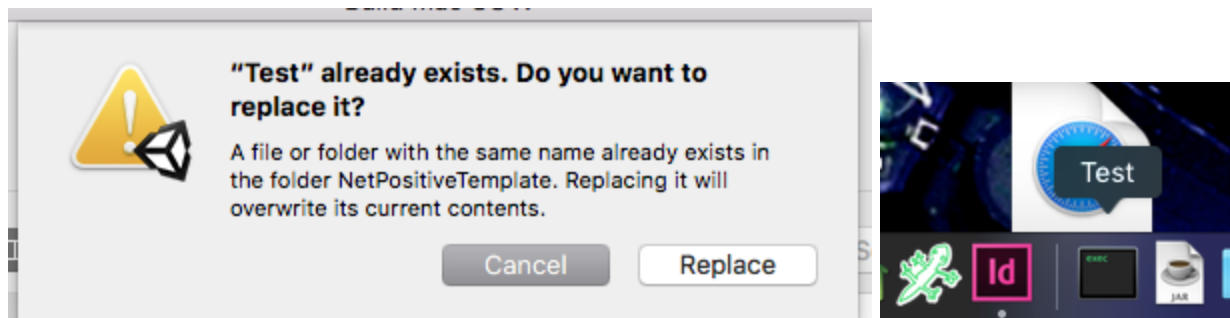 “Test” already exists. Do you want to
replace it?
A file or folder with the same name already exists in
the folder NetPositiveTemplate. Replacing it will
overwrite its current contents.
Cancel
Replace
Test
Id
exec
JAR